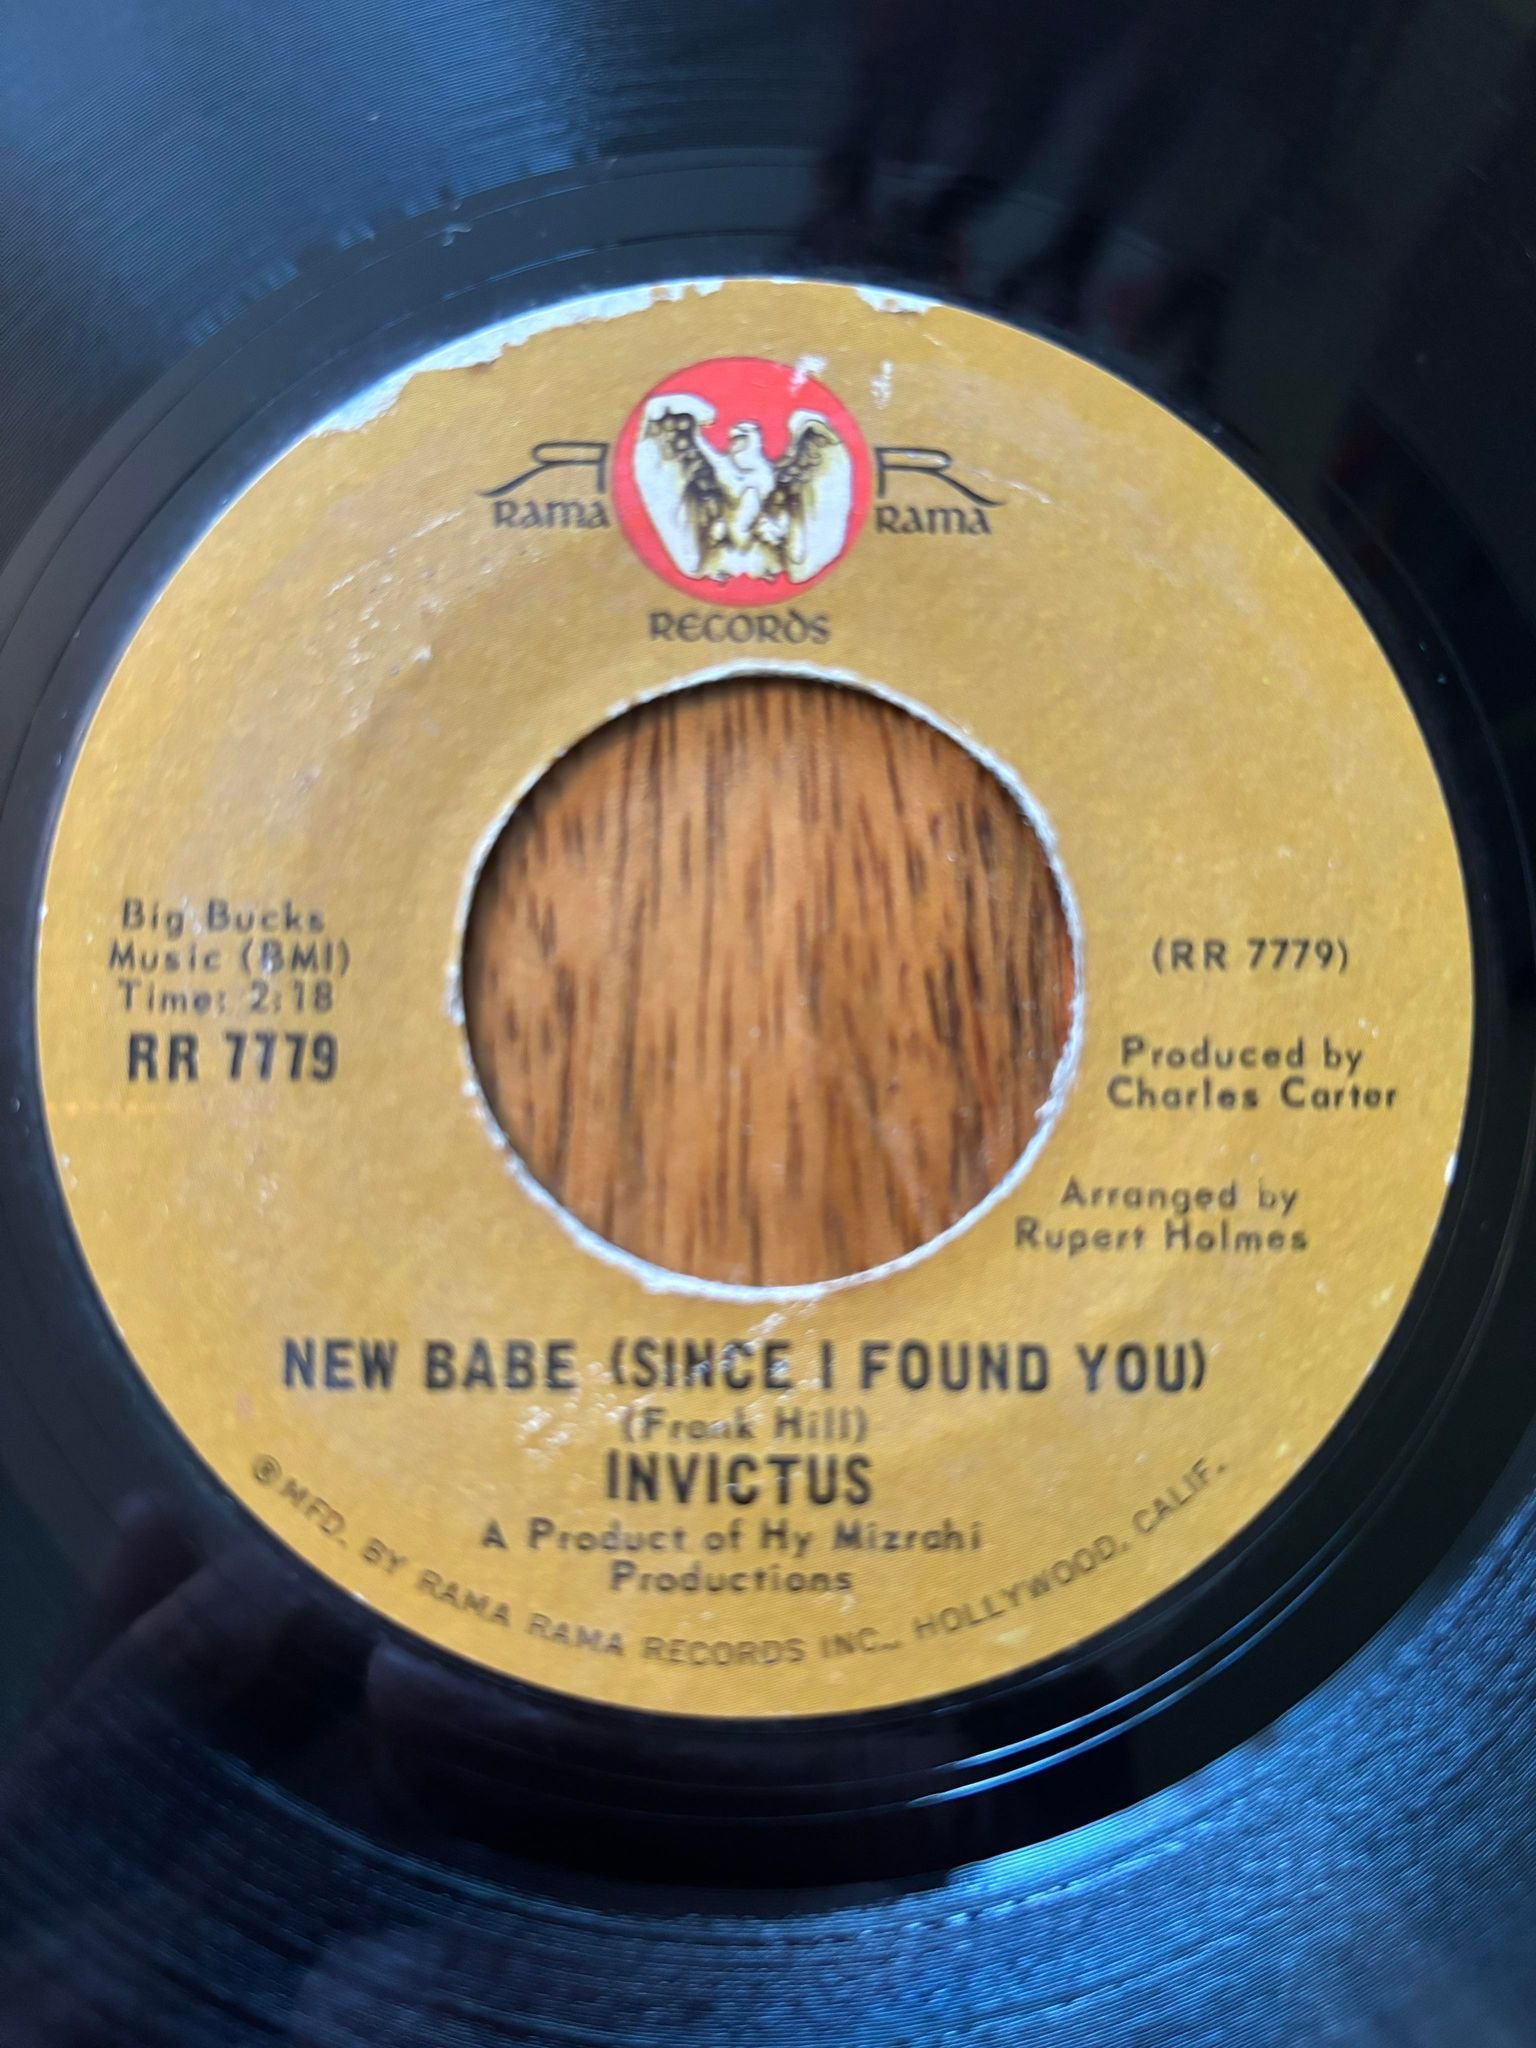 R R
RAMA RAMA
RECORDS
Big Bucks
Music (BMI)
Time: 2:18
RR 7779
(RR 7779)
Produced by
Charles Carter
Arranged by
Rupert Holmes
NEW BABE (SINCE I FOUND YOU)
(Frank Hill)
INVICTUS
A Product of Hy Mizrahi
Productions
® MFD. BY RAMA RAMA RECORDS INC., HOLLYWOOD, CALIF.